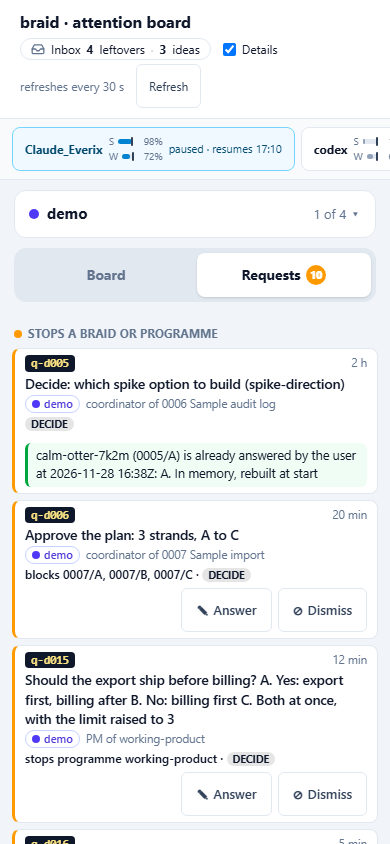 braid · attention board
Inbox 4 leftovers · 3 ideas Details
refreshes every 30 s Refresh
Claude_Everix S 98% W 72% paused · resumes 17:10 codex S W
demo 1 of 4
Board Requests 10
STOPS A BRAID OR PROGRAMME
q-d005 2 h
Decide: which spike option to build (spike-direction)
demo coordinator of 0006 Sample audit log
DECIDE
calm-otter-7k2m (0005/A) is already answered by the user
at 2026-11-28 16:38Z: A. In memory, rebuilt at start
q-d006 20 min
Approve the plan: 3 strands, A to C
demo coordinator of 0007 Sample import
blocks 0007/A, 0007/B, 0007/C · DECIDE
Answer Dismiss
q-d015 12 min
Should the export ship before billing? A. Yes: export
first, billing after B. No: billing first C. Both at once,
with the limit raised to 3
demo PM of working-product
stops programme working-product · DECIDE
Answer Dismiss